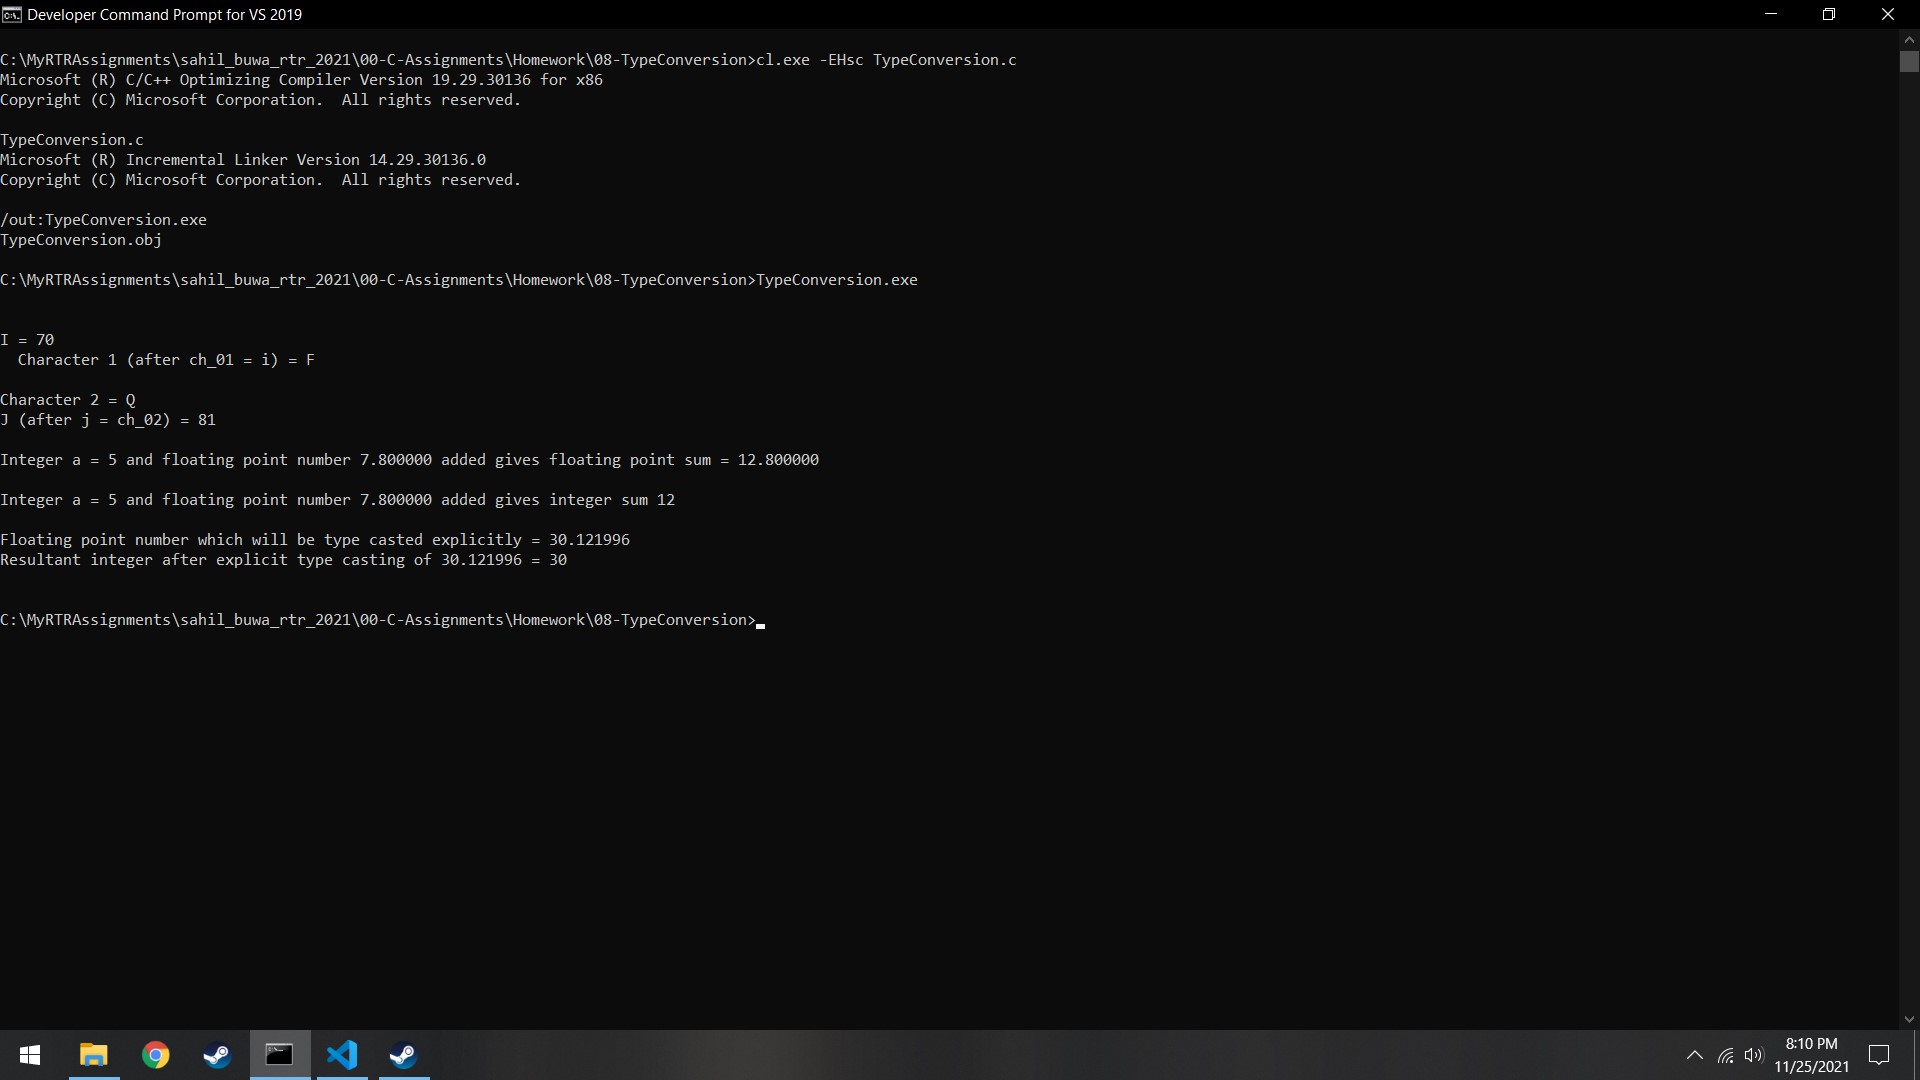 Developer Command Prompt for VS 2019
C:\MyRTRAssignments\sahil_buwa_rtr_2021\00-C-Assignments\Homework\08-TypeConversion>cl.exe -EHsc TypeConversion.c
Microsoft (R) C/C++ Optimizing Compiler Version 19.29.30136 for x86
Copyright (C) Microsoft Corporation.  All rights reserved.
TypeConversion.c
Microsoft (R) Incremental Linker Version 14.29.30136.0
Copyright (C) Microsoft Corporation.  All rights reserved.
/out:TypeConversion.exe
TypeConversion.obj
C:\MyRTRAssignments\sahil_buwa_rtr_2021\00-C-Assignments\Homework\08-TypeConversion>TypeConversion.exe
I = 70
  Character 1 (after ch_01 = i) = F
Character 2 = Q
J (after j = ch_02) = 81
Integer a = 5 and floating point number 7.800000 added gives floating point sum = 12.800000
Integer a = 5 and floating point number 7.800000 added gives integer sum 12
Floating point number which will be type casted explicitly = 30.121996
Resultant integer after explicit type casting of 30.121996 = 30
C:\MyRTRAssignments\sahil_buwa_rtr_2021\00-C-Assignments\Homework\08-TypeConversion>
8:10 PM
11/25/2021